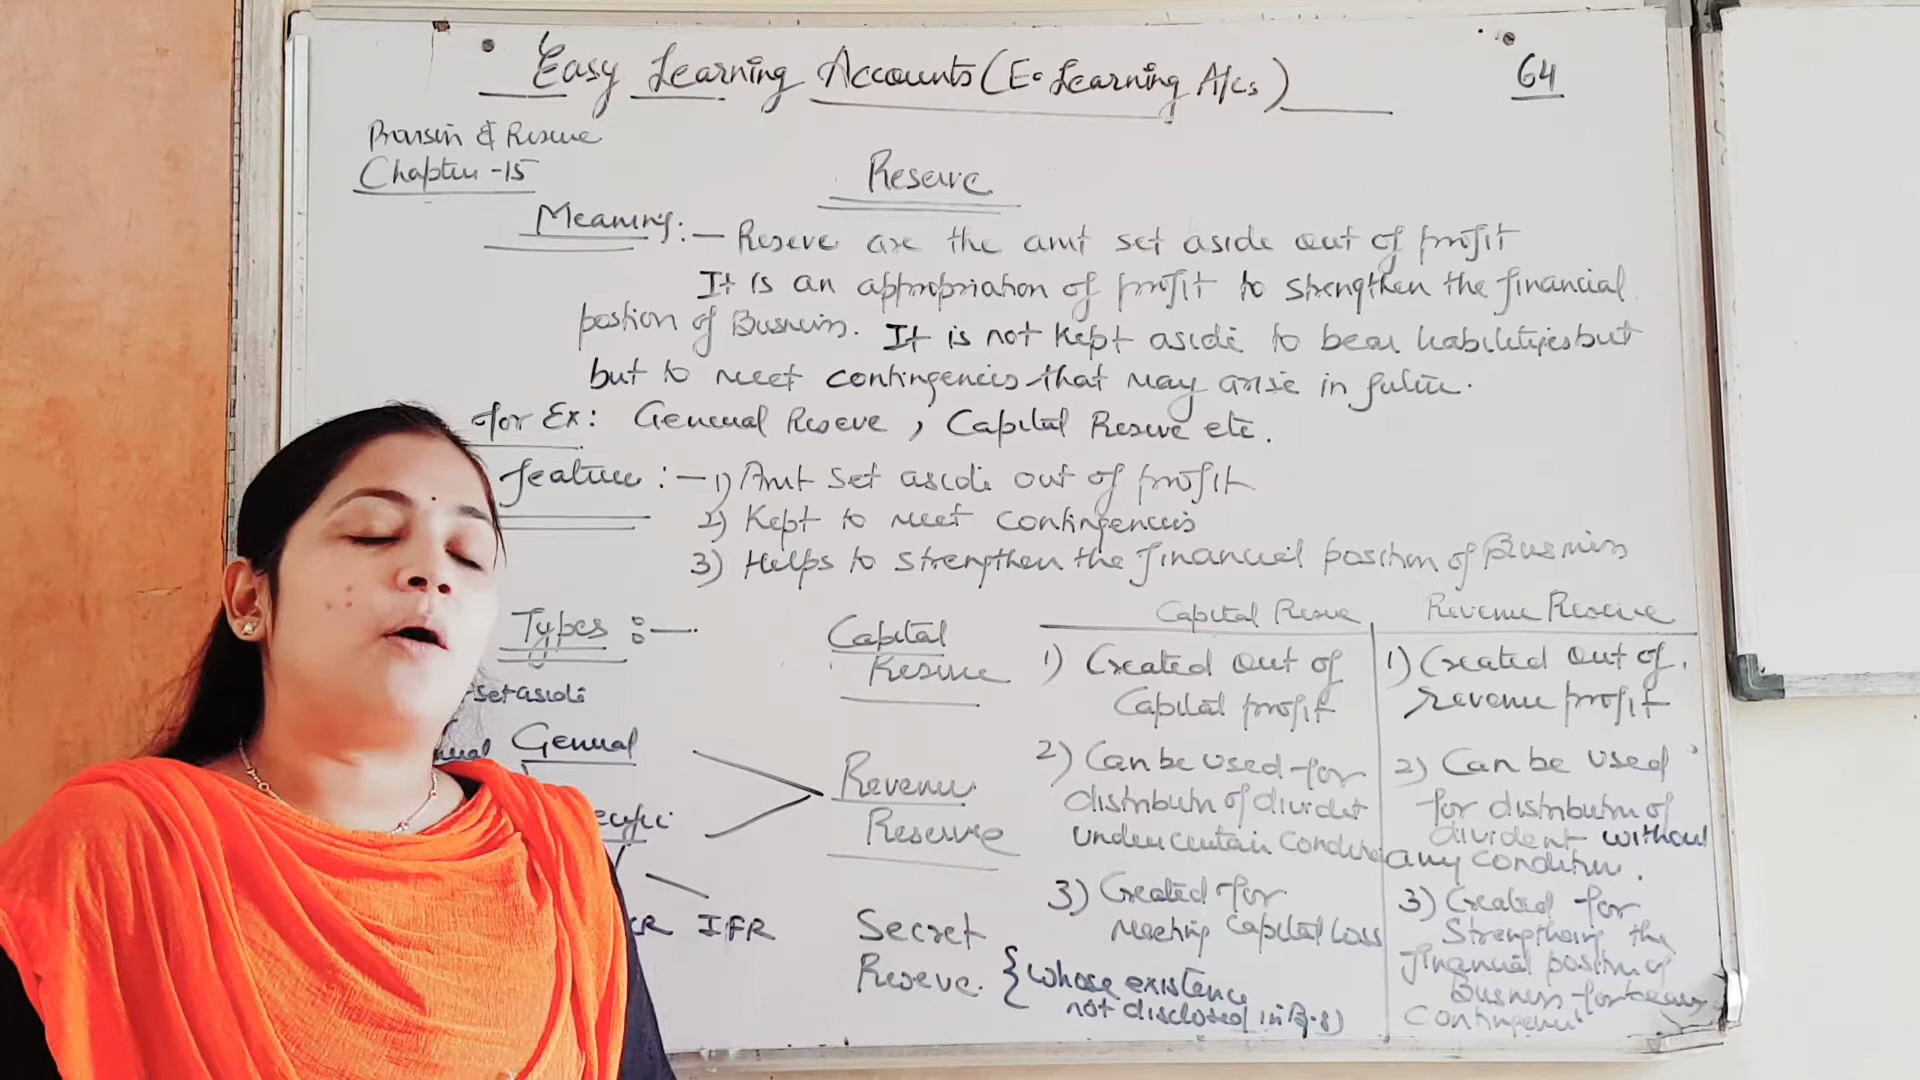 Easy Learning Accounts (E-Learning A/cs)
64
Provision & Reserve
Chapter -15
Reserve
Meaning :- Reserve are the amt set aside out of profit
It is an appropriation of profit to strengthen the financial
position of Business. It is not kept aside to bear liabilities but
but to meet contingencies that may arise in future.
for Ex: General Reserve, Capital Reserve etc.
feature :- 1) Amt set aside out of profit
2) Kept to meet contingencies
3) Helps to strengthen the financial position of Business
Types :-
set aside
General
IFR
Capital
Reserve
Revenue
Reserve
Secret
Reserve { whose existence
not disclosed in B.S }
Capital Reserve
1) Created out of
Capital profit
2) Can be used for
distributn of divident
under certain Condition
3) Created for
meeting Capital Loss
Revenue Reserve
1) Created out of
revenue profit
2) Can be used
for distributn of
divident without
any condition.
3) Created for
Strengthening the
financial position of
Business for